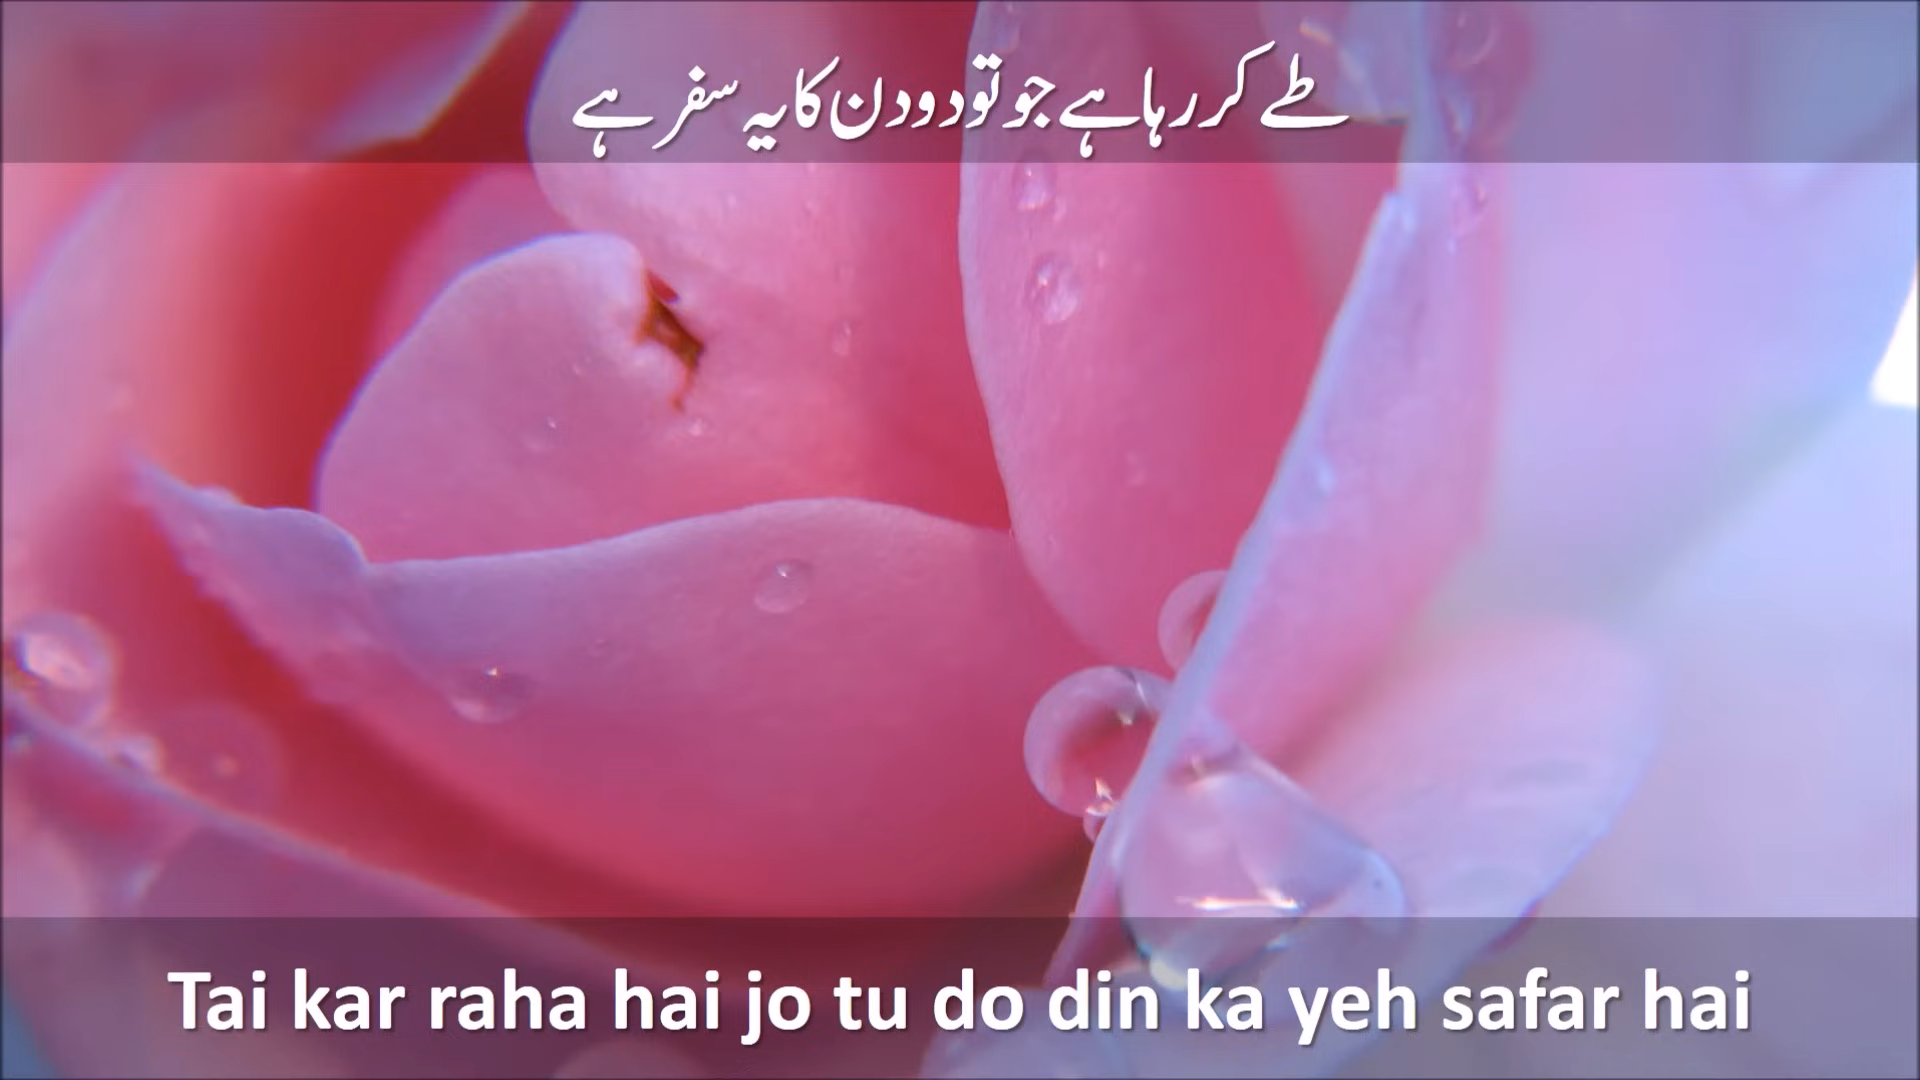 طے کر رہا ہے جو تو دو دن کا یہ سفر ہے
Tai kar raha hai jo tu do din ka yeh safar hai